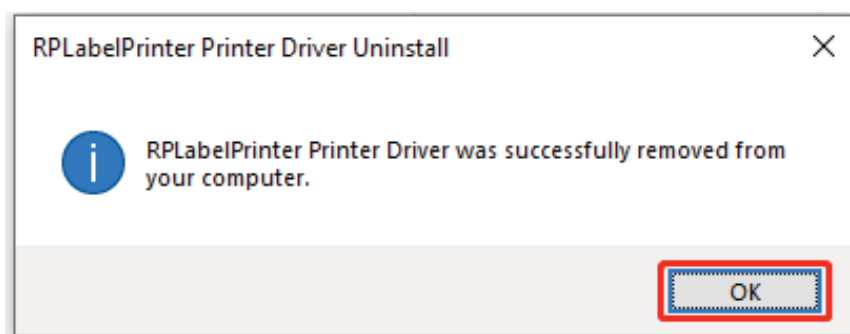 RPLabelPrinter Printer Driver Uninstall
RPLabelPrinter Printer Driver was successfully removed from
your computer.
OK